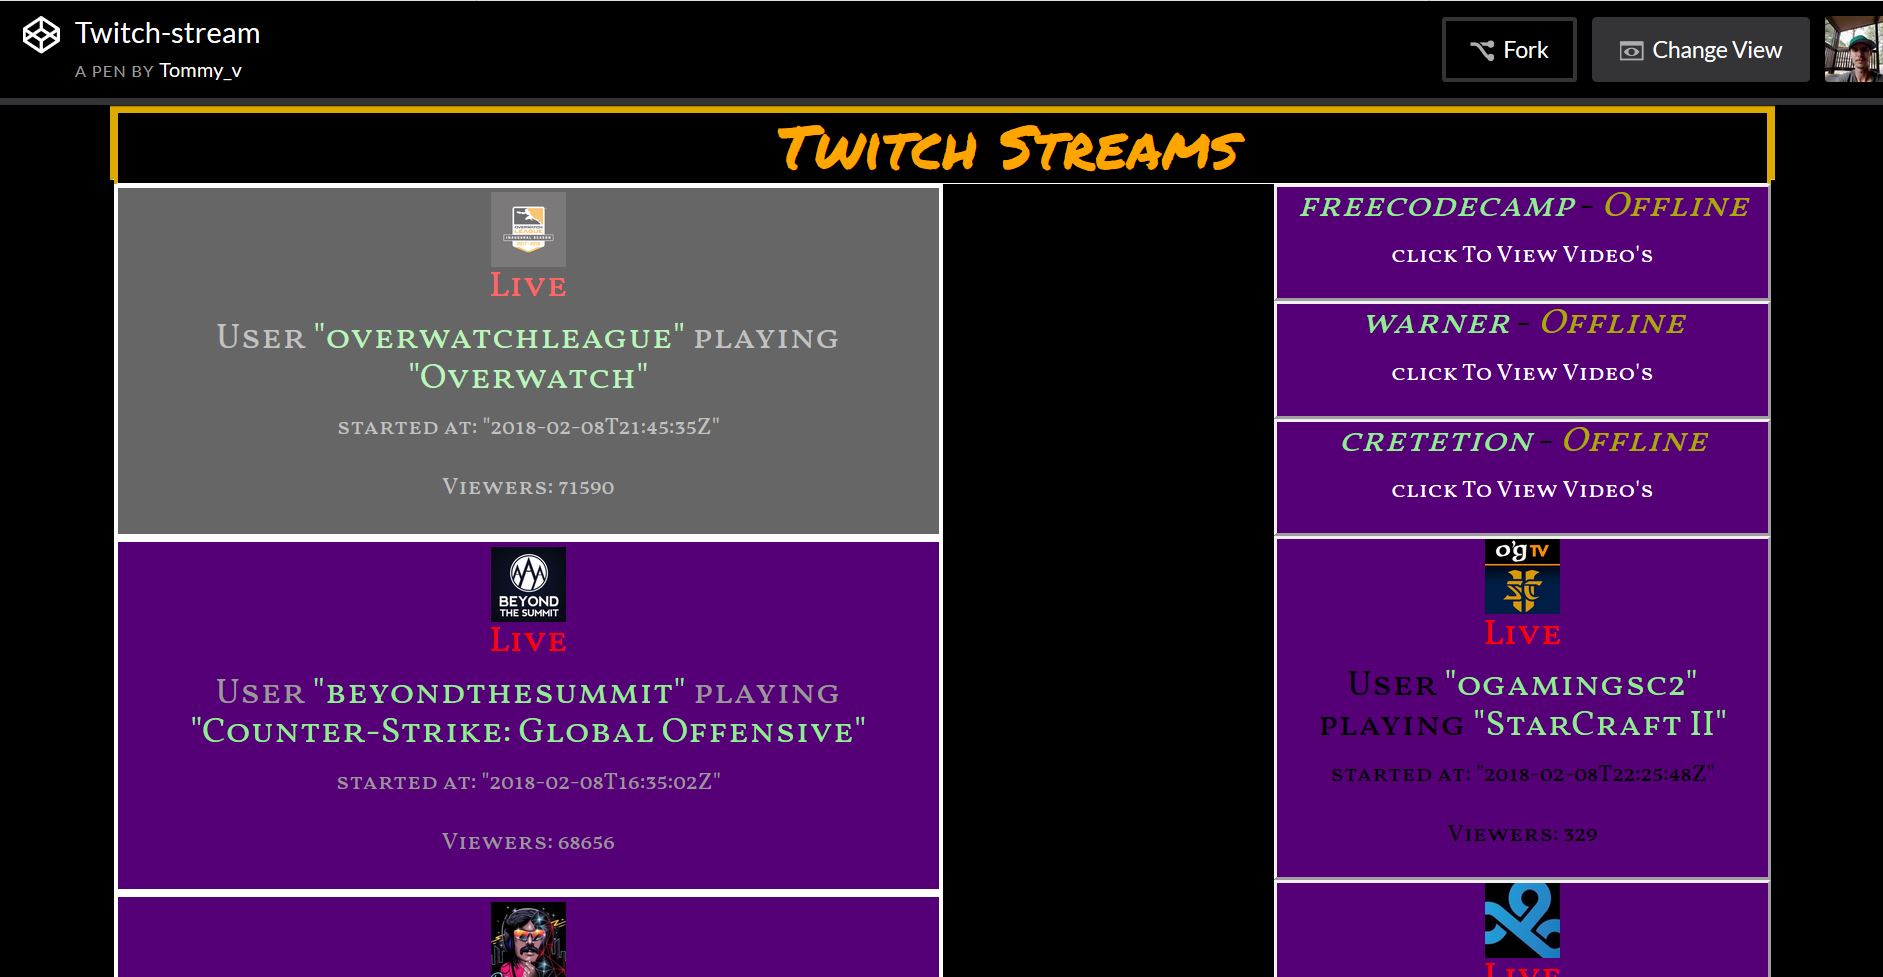 Twitch-stream
A PEN BY Tommy_v
Fork
Change View
Twitch Streams
OVERWATCH
LEAGUE
INAUGURAL SEASON
Live
User "overwatchleague" playing
"Overwatch"
started at: "2018-02-08T21:45:35Z"
Viewers: 71590
BEYOND
THE SUMMIT
Live
User "beyondthesummit" playing
"Counter-Strike: Global Offensive"
started at: "2018-02-08T16:35:02Z"
Viewers: 68656
freecodecamp - Offline
click To View Video's
warner - Offline
click To View Video's
cretetion - Offline
click To View Video's
o'g TV
Live
User "ogamingsc2"
playing "StarCraft II"
started at: "2018-02-08T22:25:48Z"
Viewers: 329
Live